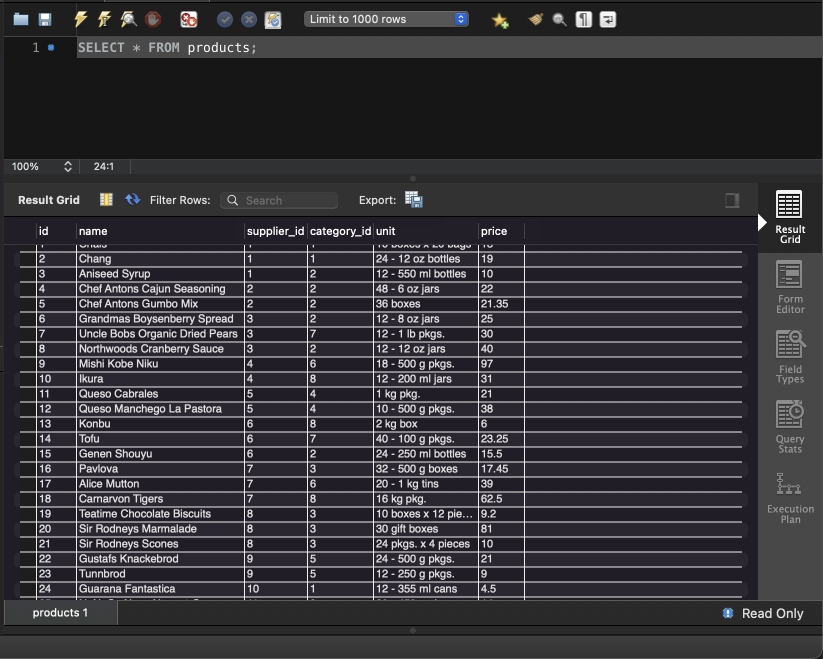 Limit to 1000 rows
1 SELECT * FROM products;
100% 24:1
Result Grid Filter Rows: Search Export:
id name supplier_id category_id unit price
2 Chang 1 1 24 - 12 oz bottles 19
3 Aniseed Syrup 1 2 12 - 550 ml bottles 10
4 Chef Antons Cajun Seasoning 2 2 48 - 6 oz jars 22
5 Chef Antons Gumbo Mix 2 2 36 boxes 21.35
6 Grandmas Boysenberry Spread 3 2 12 - 8 oz jars 25
7 Uncle Bobs Organic Dried Pears 3 7 12 - 1 lb pkgs. 30
8 Northwoods Cranberry Sauce 3 2 12 - 12 oz jars 40
9 Mishi Kobe Niku 4 6 18 - 500 g pkgs. 97
10 Ikura 4 8 12 - 200 ml jars 31
11 Queso Cabrales 5 4 1 kg pkg. 21
12 Queso Manchego La Pastora 5 4 10 - 500 g pkgs. 38
13 Konbu 6 8 2 kg box 6
14 Tofu 6 7 40 - 100 g pkgs. 23.25
15 Genen Shouyu 6 2 24 - 250 ml bottles 15.5
16 Pavlova 7 3 32 - 500 g boxes 17.45
17 Alice Mutton 7 6 20 - 1 kg tins 39
18 Carnarvon Tigers 7 8 16 kg pkg. 62.5
19 Teatime Chocolate Biscuits 8 3 10 boxes x 12 pie... 9.2
20 Sir Rodneys Marmalade 8 3 30 gift boxes 81
21 Sir Rodneys Scones 8 3 24 pkgs. x 4 pieces 10
22 Gustafs Knackebrod 9 5 24 - 500 g pkgs. 21
23 Tunnbrod 9 5 12 - 250 g pkgs. 9
24 Guarana Fantastica 10 1 12 - 355 ml cans 4.5
Result
Grid
Form
Editor
Field
Types
Query
Stats
Execution
Plan
products 1 Read Only